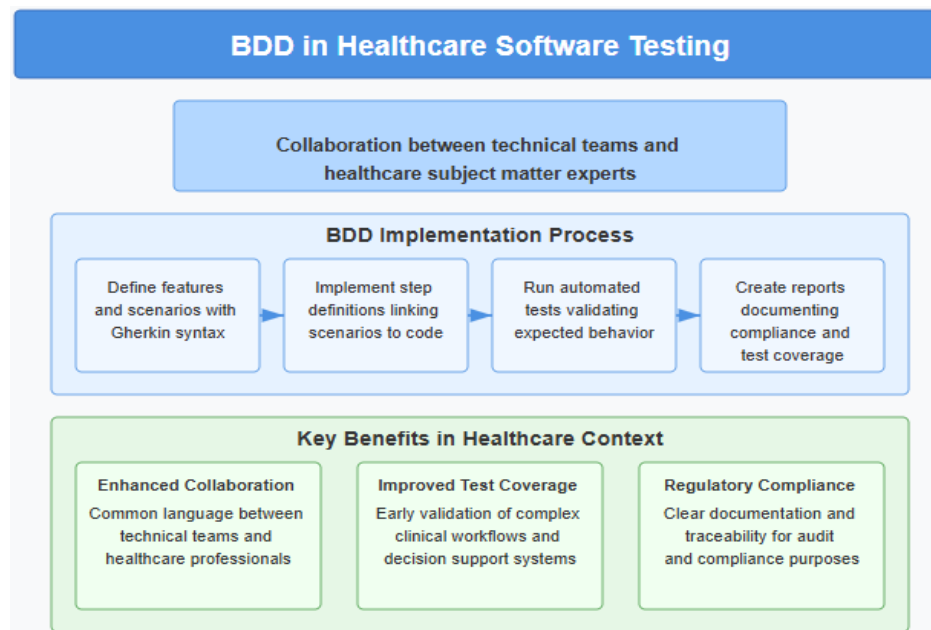 BDD in Healthcare Software Testing
Collaboration between technical teams and
healthcare subject matter experts
BDD Implementation Process
Define features
and scenarios with
Gherkin syntax
Implement step
definitions linking
scenarios to code
Run automated
tests validating
expected behavior
Create reports
documenting
compliance and
test coverage
Key Benefits in Healthcare Context
Enhanced Collaboration
Common language between
technical teams and
healthcare professionals
Improved Test Coverage
Early validation of complex
clinical workflows and
decision support systems
Regulatory Compliance
Clear documentation and
traceability for audit
and compliance purposes